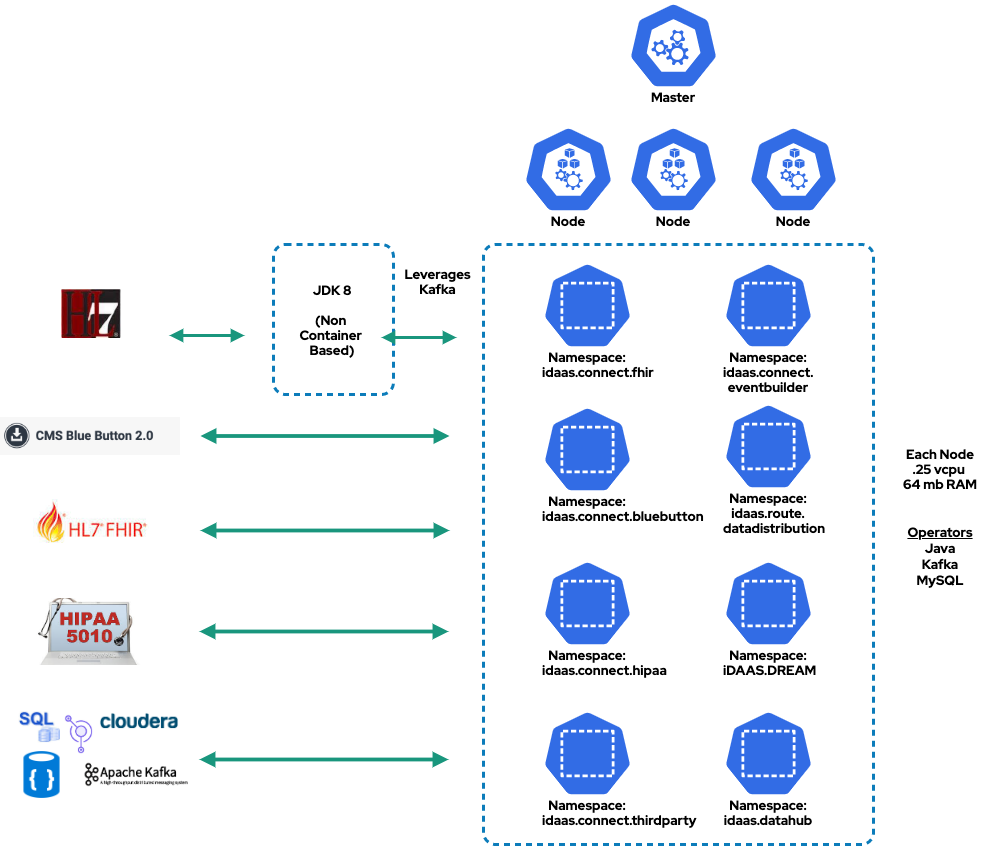 Master
Node
Node
Node
Leverages
Kafka
JDK 8
(Non
Container
Based)
HL7
Namespace:
idaas.connect.fhir
Namespace:
idaas.connect.
eventbuilder
CMS Blue Button 2.0
Namespace:
idaas.connect.bluebutton
Namespace:
idaas.route.
datadistribution
Each Node
.25 vcpu
64 mb RAM
Operators
Java
Kafka
MySQL
HL7® FHIR®
HIPAA
5010
Namespace:
idaas.connect.hipaa
Namespace:
iDAAS.DREAM
SQL
cloudera
{ }
Apache Kafka
A high-throughput distributed messaging system
Namespace:
idaas.connect.thirdparty
Namespace:
idaas.datahub